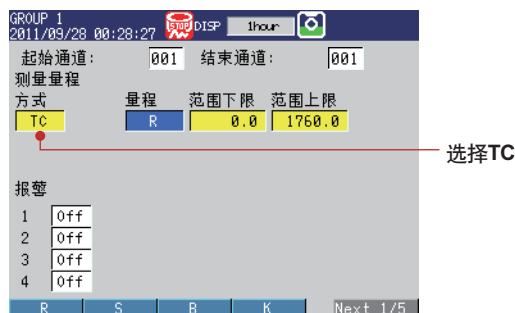 GROUP 1
2011/09/28 00:28:27 STOP DISP 1hour
起始通道: 001 结束通道: 001
测量量程
方式 量程 范围下限 范围上限
TC R 0.0 1760.0
选择TC
报警
1 Off
2 Off
3 Off
4 Off
R S B K Next 1/5